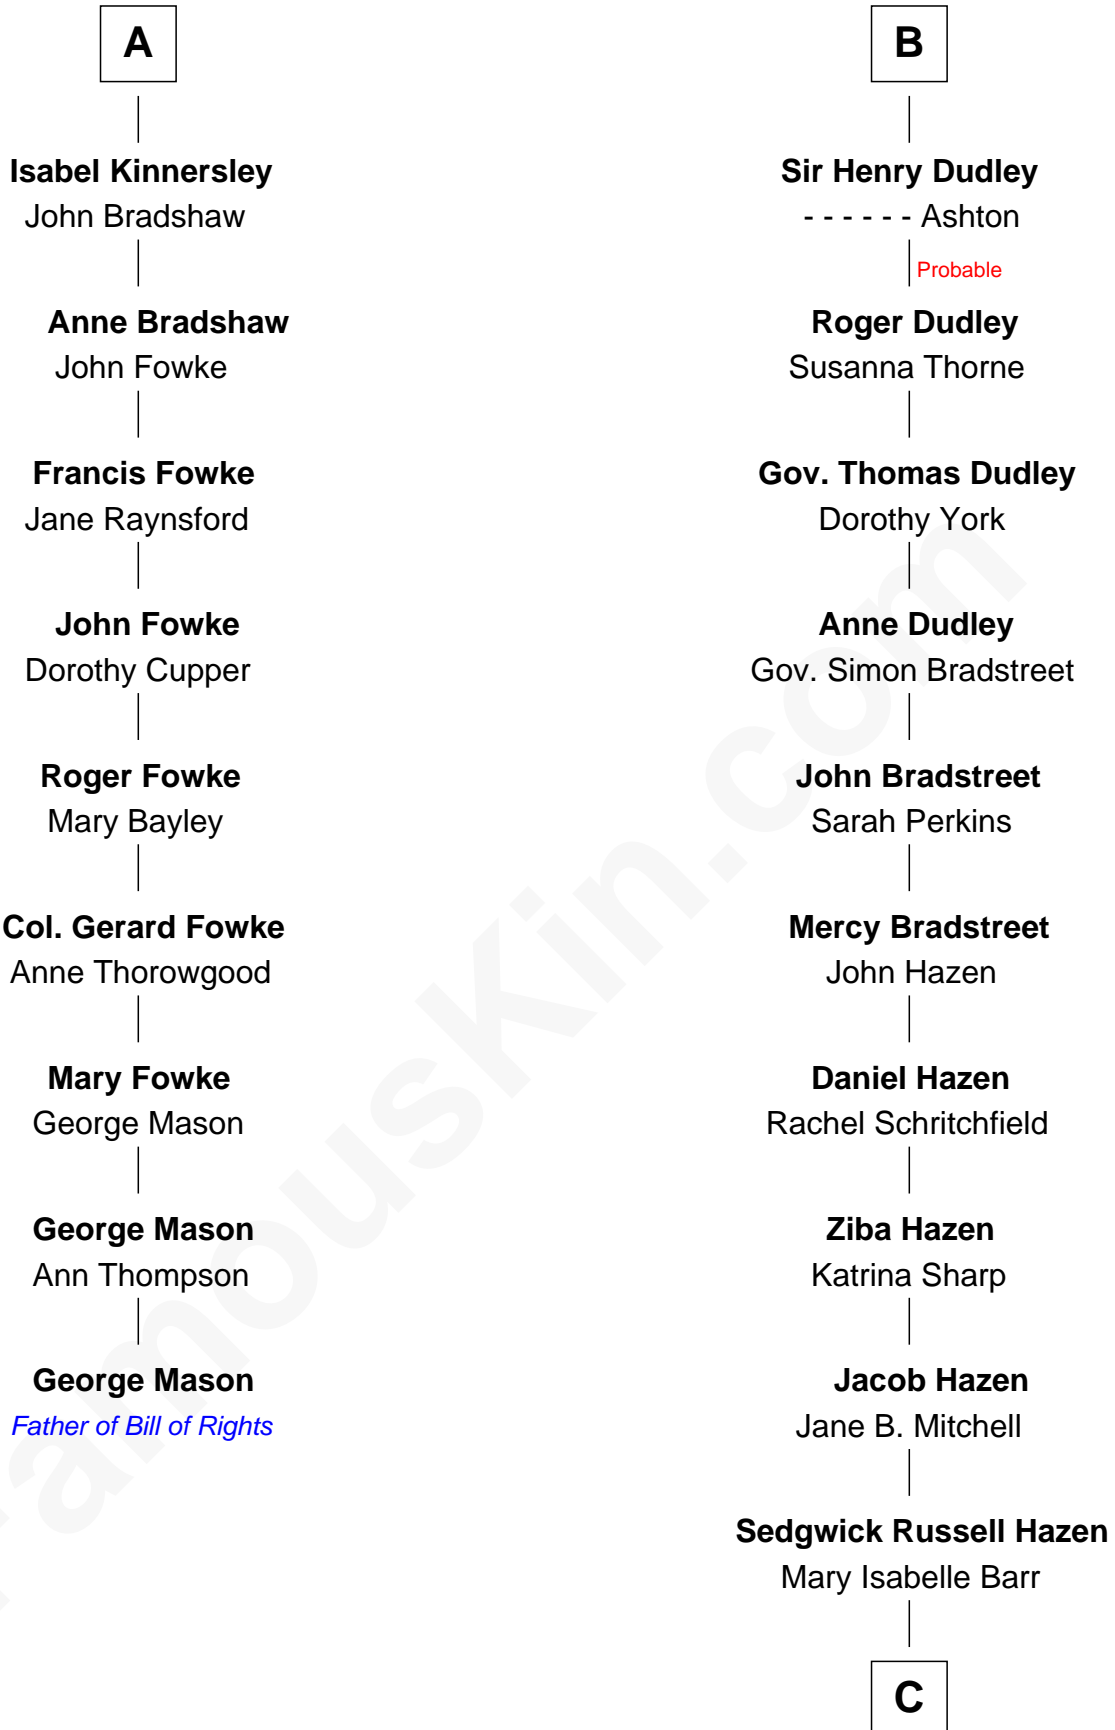 A
Isabel Kinnersley
John Bradshaw
Anne Bradshaw
John Fowke
Francis Fowke
Jane Raynsford
John Fowke
Dorothy Cupper
Roger Fowke
Mary Bayley
Col. Gerard Fowke
Anne Thorowgood
Mary Fowke
George Mason
George Mason
Ann Thompson
George Mason
Father of Bill of Rights
B
Sir Henry Dudley
- - - - - - Ashton
Probable
Roger Dudley
Susanna Thorne
Gov. Thomas Dudley
Dorothy York
Anne Dudley
Gov. Simon Bradstreet
John Bradstreet
Sarah Perkins
Mercy Bradstreet
John Hazen
Daniel Hazen
Rachel Schritchfield
Ziba Hazen
Katrina Sharp
Jacob Hazen
Jane B. Mitchell
Sedgwick Russell Hazen
Mary Isabelle Barr
C
FamousKin.com